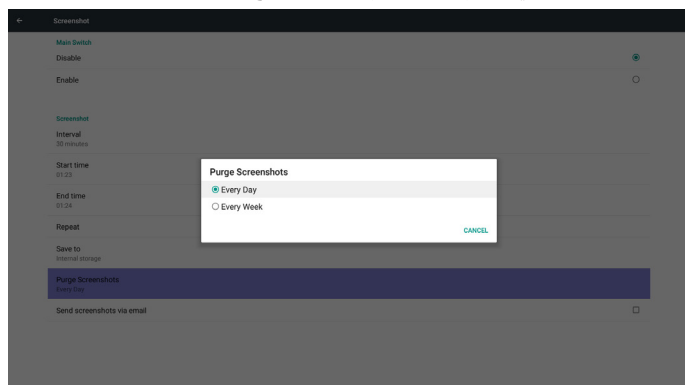 Screenshot
Main Switch
Disable
Enable
Screenshot
Interval
30 minutes
Start time
01:23
End time
01:24
Repeat
Save to
Internal storage
Purge Screenshots
Every Day
Send screenshots via email
Purge Screenshots
Every Day
Every Week
CANCEL